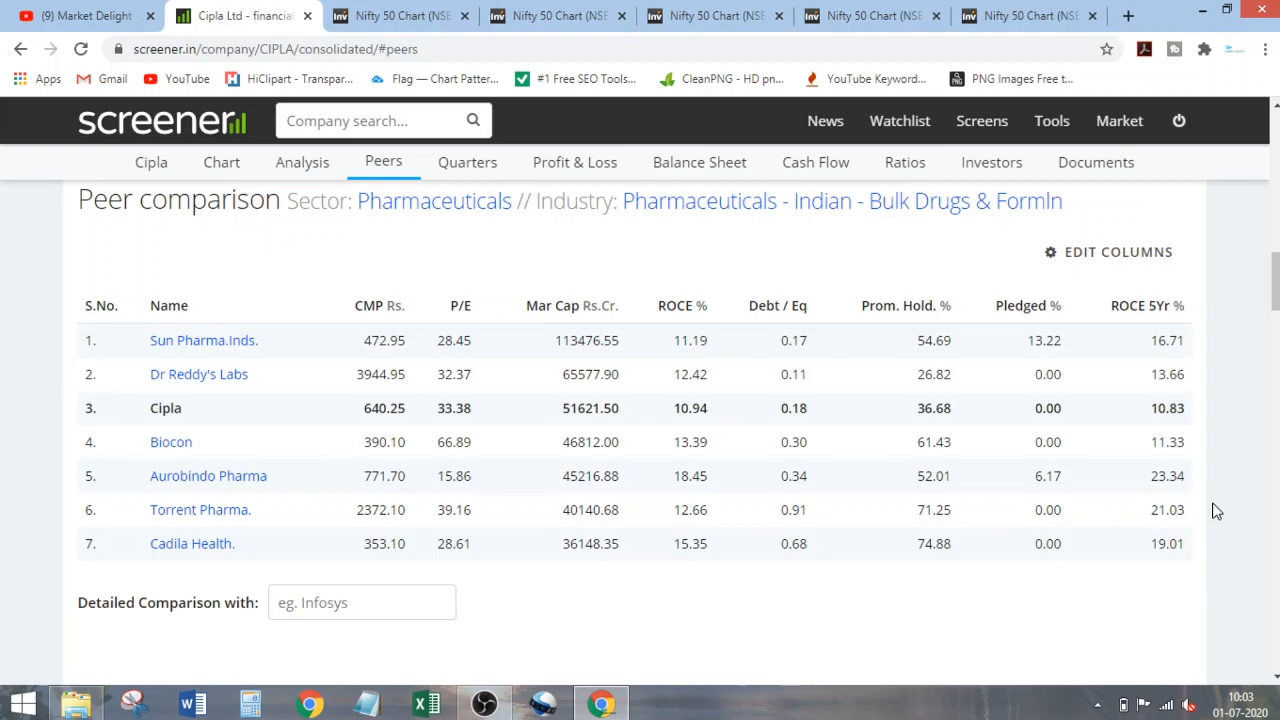 (9) Market Delight -
Cipla Ltd - financial
Nifty 50 Chart (NSE
Nifty 50 Chart (NSE
Nifty 50 Chart (NSE
Nifty 50 Chart (NSE
Nifty 50 Chart (NSE
screener.in/company/CIPLA/consolidated/#peers
Apps Gmail YouTube HiClipart - Transpar... Flag — Chart Patter... #1 Free SEO Tools... CleanPNG - HD pn... YouTube Keyword... PNG Images Free t...
screener Company search... News Watchlist Screens Tools Market
Cipla Chart Analysis Peers Quarters Profit & Loss Balance Sheet Cash Flow Ratios Investors Documents
Peer comparison Sector: Pharmaceuticals // Industry: Pharmaceuticals - Indian - Bulk Drugs & Formln
EDIT COLUMNS
S.No. Name CMP Rs. P/E Mar Cap Rs.Cr. ROCE % Debt / Eq Prom. Hold. % Pledged % ROCE 5Yr %
1. Sun Pharma.Inds. 472.95 28.45 113476.55 11.19 0.17 54.69 13.22 16.71
2. Dr Reddy's Labs 3944.95 32.37 65577.90 12.42 0.11 26.82 0.00 13.66
3. Cipla 640.25 33.38 51621.50 10.94 0.18 36.68 0.00 10.83
4. Biocon 390.10 66.89 46812.00 13.39 0.30 61.43 0.00 11.33
5. Aurobindo Pharma 771.70 15.86 45216.88 18.45 0.34 52.01 6.17 23.34
6. Torrent Pharma. 2372.10 39.16 40140.68 12.66 0.91 71.25 0.00 21.03
7. Cadila Health. 353.10 28.61 36148.35 15.35 0.68 74.88 0.00 19.01
Detailed Comparison with: eg. Infosys
10:03
01-07-2020